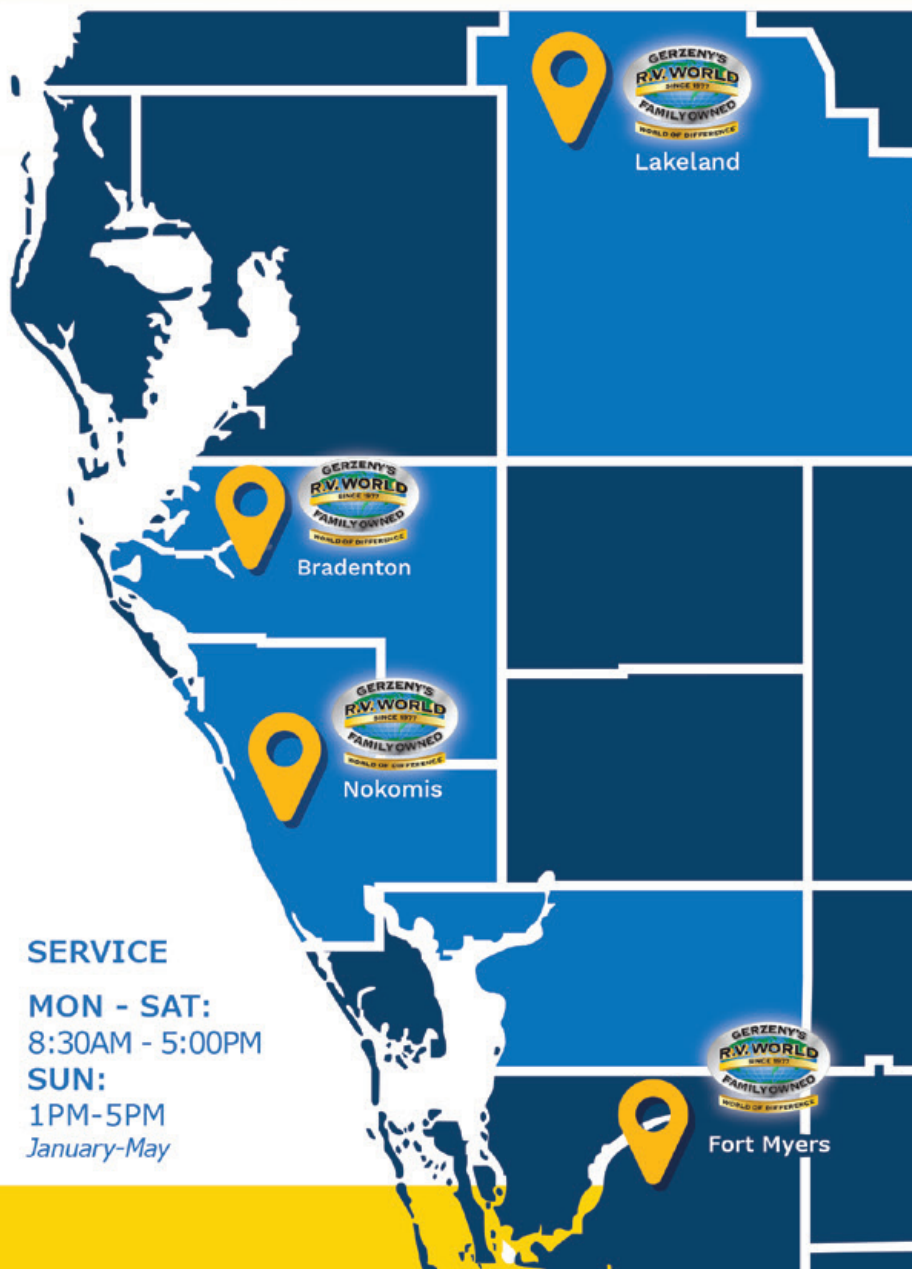 GERZENY'S
R.V. WORLD
SINCE 1977
FAMILY OWNED
WORLD OF DIFFERENCE
Lakeland
GERZENY'S
R.V. WORLD
SINCE 1977
FAMILY OWNED
WORLD OF DIFFERENCE
Bradenton
GERZENY'S
R.V. WORLD
SINCE 1977
FAMILY OWNED
WORLD OF DIFFERENCE
Nokomis
SERVICE
MON - SAT:
8:30AM - 5:00PM
SUN:
1PM-5PM
January-May
GERZENY'S
R.V. WORLD
SINCE 1977
FAMILY OWNED
WORLD OF DIFFERENCE
Fort Myers